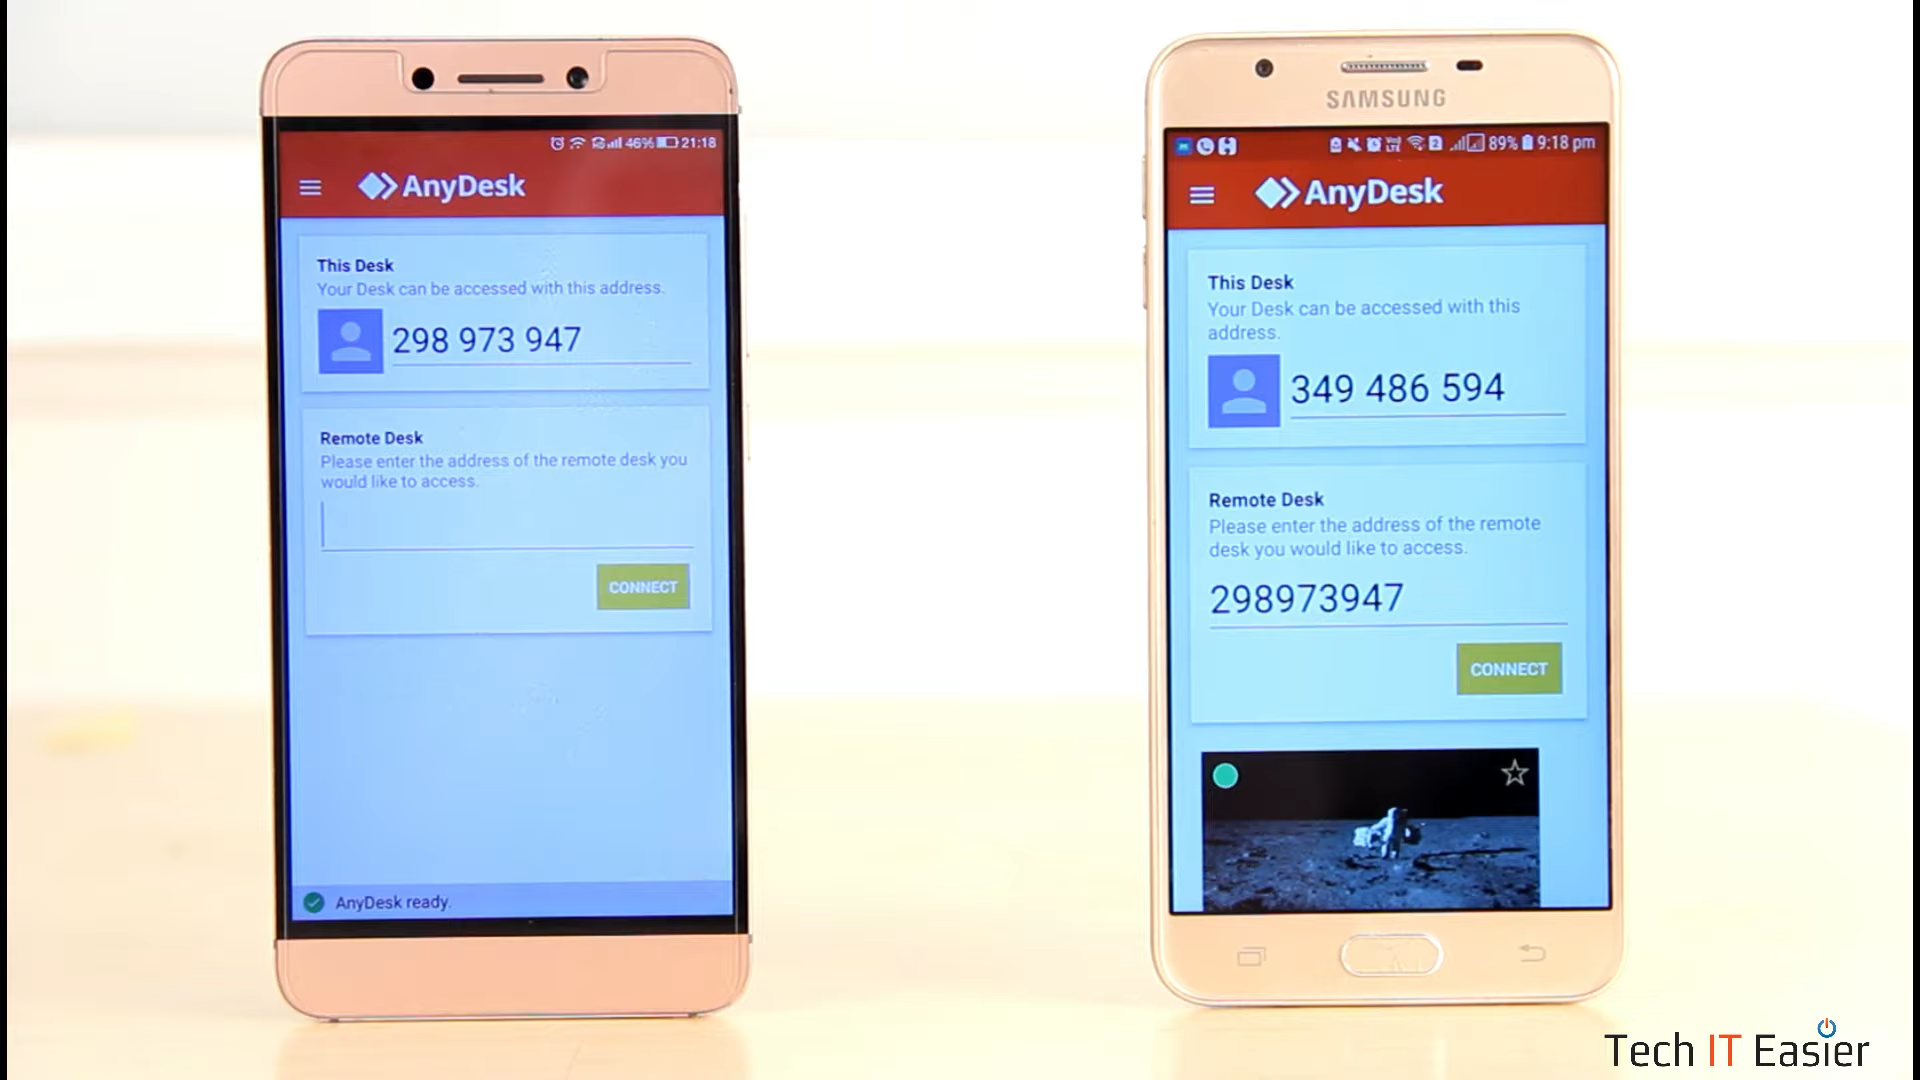 46% 21:18
AnyDesk
This Desk
Your Desk can be accessed with this address.
298 973 947
Remote Desk
Please enter the address of the remote desk you
would like to access.
CONNECT
AnyDesk ready.
SAMSUNG
2 89% 9:18 pm
AnyDesk
This Desk
Your Desk can be accessed with this
address.
349 486 594
Remote Desk
Please enter the address of the remote
desk you would like to access.
298973947
CONNECT
Tech IT Easier